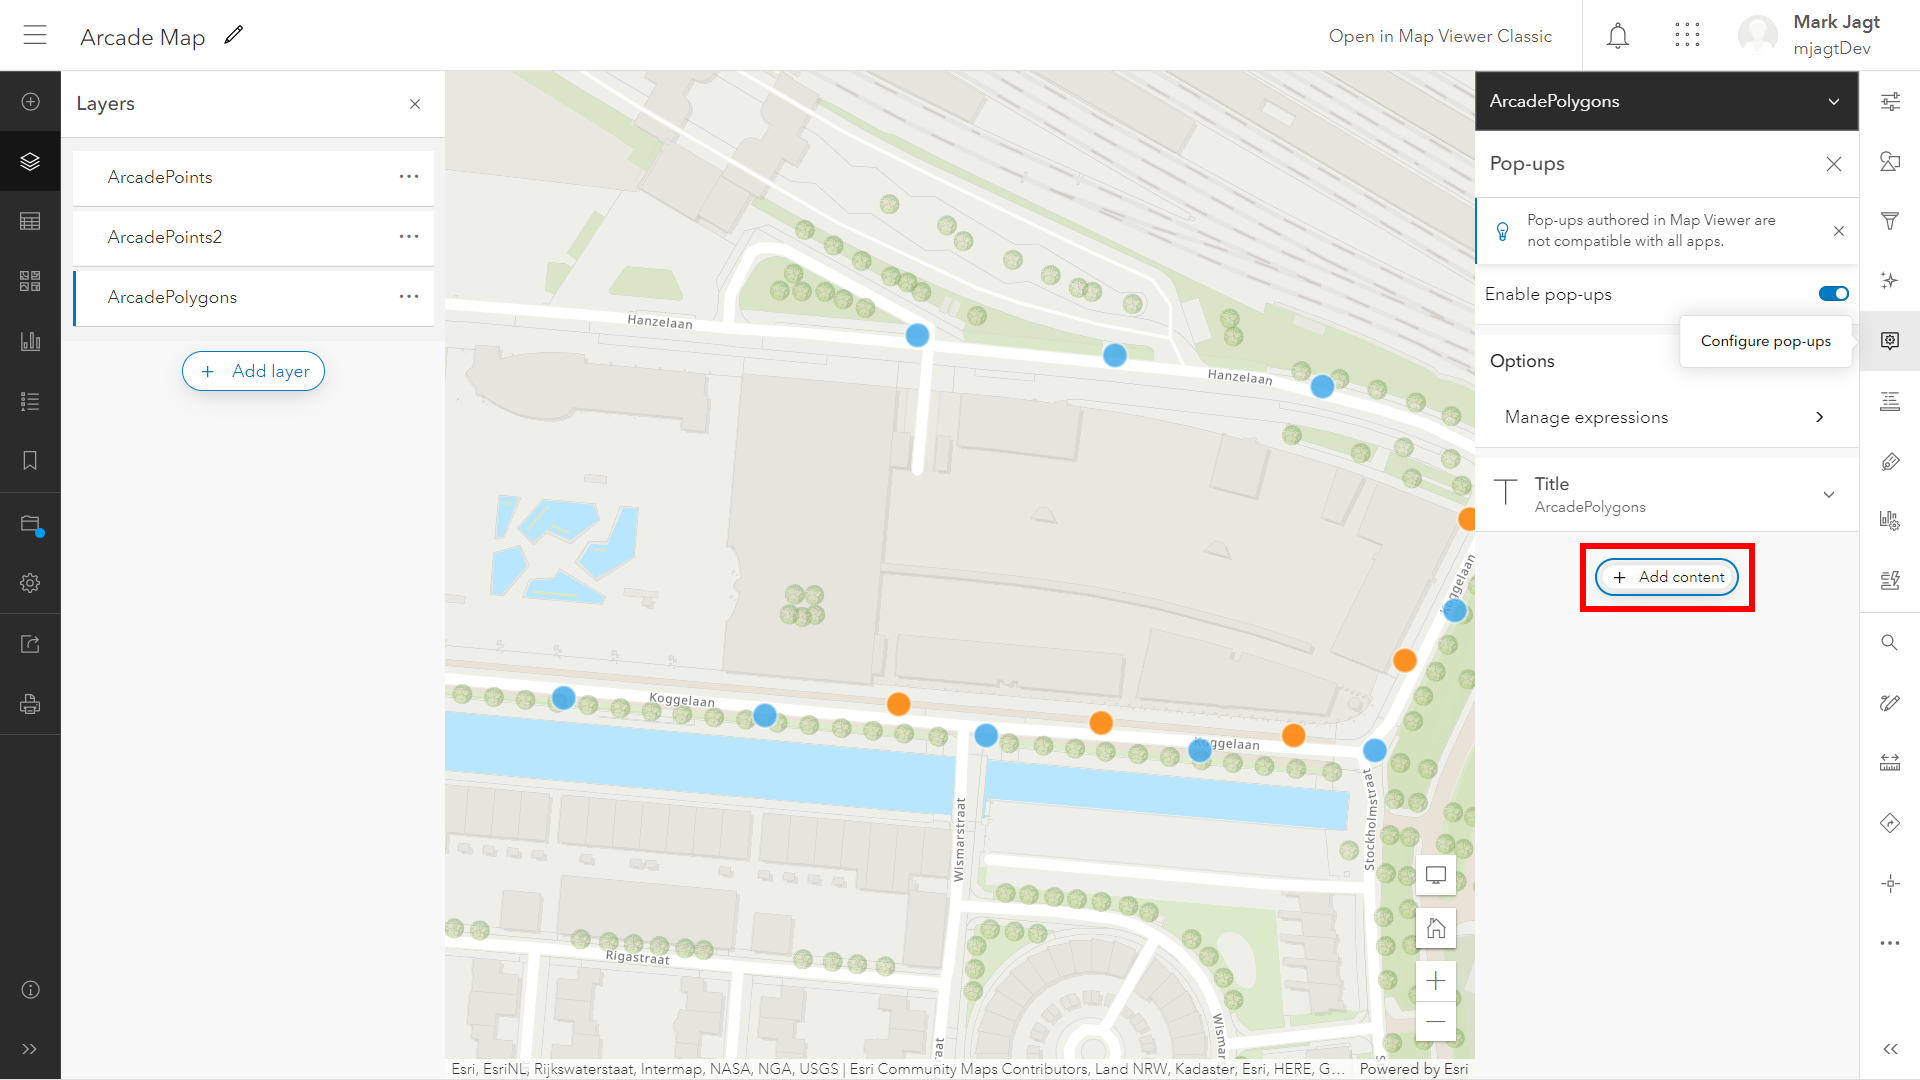 Arcade Map
Open in Map Viewer Classic
Mark Jagt
mjagtDev
Layers
ArcadePoints
ArcadePoints2
ArcadePolygons
Add layer
Hanzelaan
Hanzelaan
Koggelaan
Koggelaan
Koggelaan
Wismarstraat
Stockholmstraat
Rigastraat
Esri, EsriNL, Rijkswaterstaat, Intermap, NASA, NGA, USGS | Esri Community Maps Contributors, Land NRW, Kadaster, Esri, HERE, G...
Powered by Esri
ArcadePolygons
Pop-ups
Pop-ups authored in Map Viewer are
not compatible with all apps.
Enable pop-ups
Configure pop-ups
Options
Manage expressions
Title
ArcadePolygons
Add content